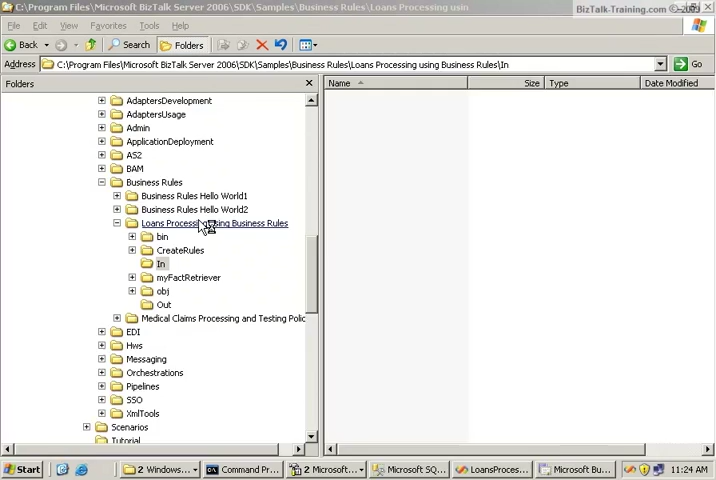 C:\Program Files\Microsoft BizTalk Server 2006\SDK\Samples\Business Rules\Loans Processing usin
BizTalk-Training.com
File Edit View Favorites Tools Help
Back Search Folders
Address C:\Program Files\Microsoft BizTalk Server 2006\SDK\Samples\Business Rules\Loans Processing using Business Rules\In Go
Folders Name Size Type Date Modified
AdaptersDevelopment
AdaptersUsage
Admin
ApplicationDeployment
AS2
BAM
Business Rules
Business Rules Hello World1
Business Rules Hello World2
Loans Processing using Business Rules
bin
CreateRules
In
myFactRetriever
obj
Out
Medical Claims Processing and Testing Polic
EDI
Hws
Messaging
Orchestrations
Pipelines
SSO
XmlTools
Scenarios
Tutorial
Start 2 Windows... Command Pr... 2 Microsoft... Microsoft SQ... LoansProces... Microsoft Bu... 11:24 AM